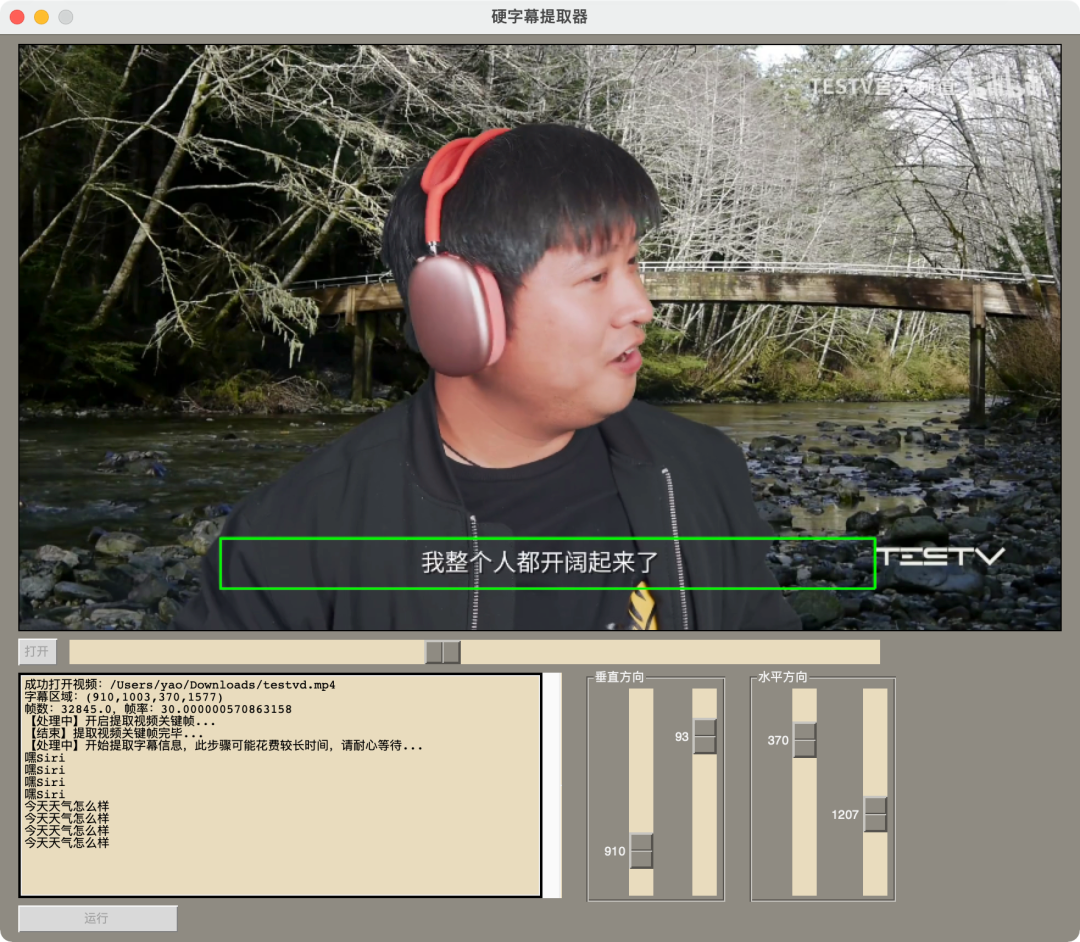 硬字幕提取器
TESTV官方频道 bilibili
我整个人都开阔起来了
TESTV
打开
成功打开视频：/Users/yao/Downloads/testvd.mp4
字幕区域：(910,1003,370,1577)
帧数：32845.0, 帧率：30.000000570863158
【处理中】开启提取视频关键帧...
【结束】提取视频关键帧完毕...
【处理中】开始提取字幕信息，此步骤可能花费较长时间，请耐心等待...
嘿Siri
嘿Siri
嘿Siri
嘿Siri
今天天气怎么样
今天天气怎么样
今天天气怎么样
今天天气怎么样
垂直方向
93
910
水平方向
370
1207
运行